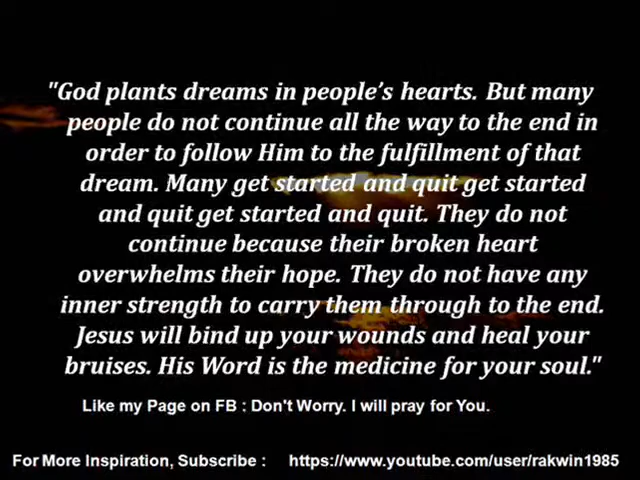 "God plants dreams in people's hearts. But many
people do not continue all the way to the end in
order to follow Him to the fulfillment of that
dream. Many get started and quit get started
and quit get started and quit. They do not
continue because their broken heart
overwhelms their hope. They do not have any
inner strength to carry them through to the end.
Jesus will bind up your wounds and heal your
bruises. His Word is the medicine for your soul."
Like my Page on FB : Don't Worry. I will pray for You.
For More Inspiration, Subscribe : https://www.youtube.com/user/rakwin1985